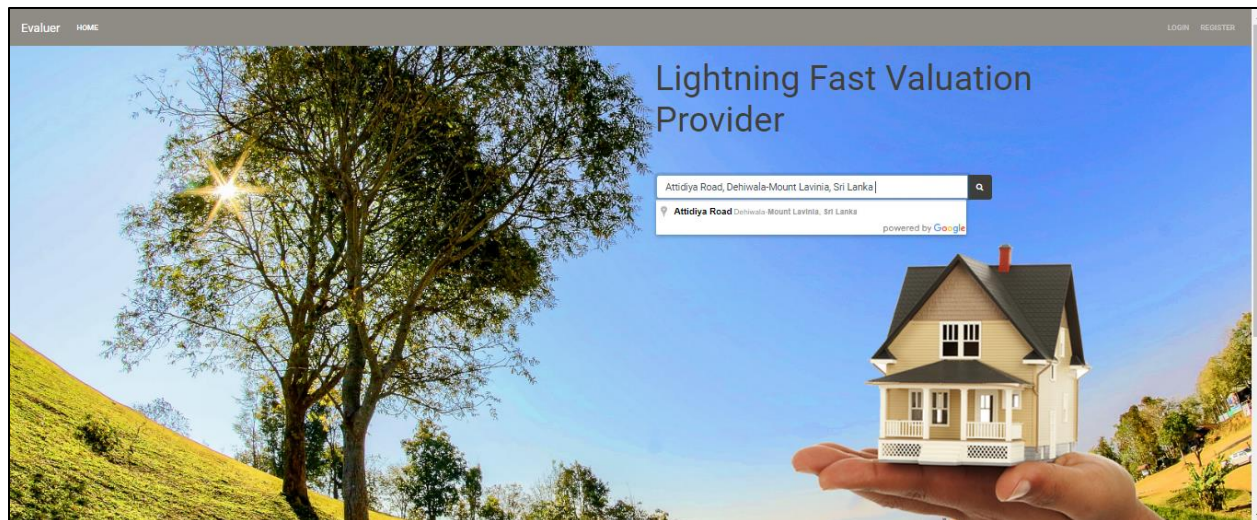 Evaluer HOME LOGIN REGISTER
Lightning Fast Valuation
Provider
Attidiya Road, Dehiwala-Mount Lavinia, Sri Lanka
Attidiya Road Dehiwala-Mount Lavinia, Sri Lanka
powered by Google